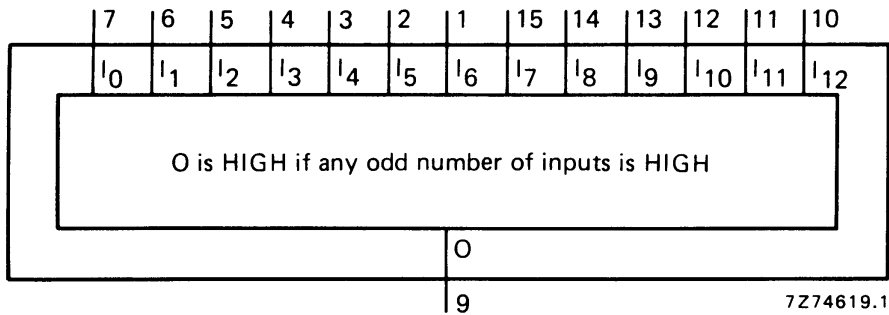 7 6 5 4 3 2 1 15 14 13 12 11 10
I0 I1 I2 I3 I4 I5 I6 I7 I8 I9 I10 I11 I12
O is HIGH if any odd number of inputs is HIGH
O
9
7Z74619.1